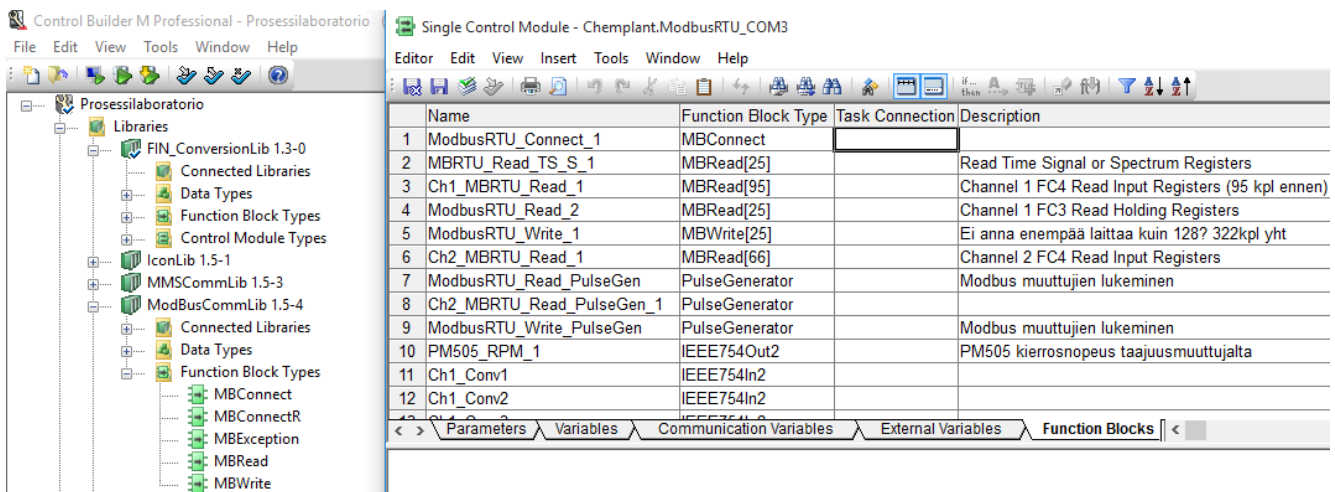 Control Builder M Professional - Prosessilaboratorio
File Edit View Tools Window Help
Prosessilaboratorio
Libraries
FIN_ConversionLib 1.3-0
Connected Libraries
Data Types
Function Block Types
Control Module Types
IconLib 1.5-1
MMSCommLib 1.5-3
ModBusCommLib 1.5-4
Connected Libraries
Data Types
Function Block Types
MBConnect
MBConnectR
MBException
MBRead
MBWrite
Single Control Module - Chemplant.ModbusRTU_COM3
Editor Edit View Insert Tools Window Help
Name Function Block Type Task Connection Description
1 ModbusRTU_Connect_1 MBConnect
2 MBRTU_Read_TS_S_1 MBRead[25] Read Time Signal or Spectrum Registers
3 Ch1_MBRTU_Read_1 MBRead[95] Channel 1 FC4 Read Input Registers (95 kpl ennen)
4 ModbusRTU_Read_2 MBRead[25] Channel 1 FC3 Read Holding Registers
5 ModbusRTU_Write_1 MBWrite[25] Ei anna enempää laittaa kuin 128? 322kpl yht
6 Ch2_MBRTU_Read_1 MBRead[66] Channel 2 FC4 Read Input Registers
7 ModbusRTU_Read_PulseGen PulseGenerator Modbus muuttujien lukeminen
8 Ch2_MBRTU_Read_PulseGen_1 PulseGenerator
9 ModbusRTU_Write_PulseGen PulseGenerator Modbus muuttujien lukeminen
10 PM505_RPM_1 IEEE754Out2 PM505 kierrosnopeus taajuusmuuttujalta
11 Ch1_Conv1 IEEE754In2
12 Ch1_Conv2 IEEE754In2
Parameters Variables Communication Variables External Variables Function Blocks